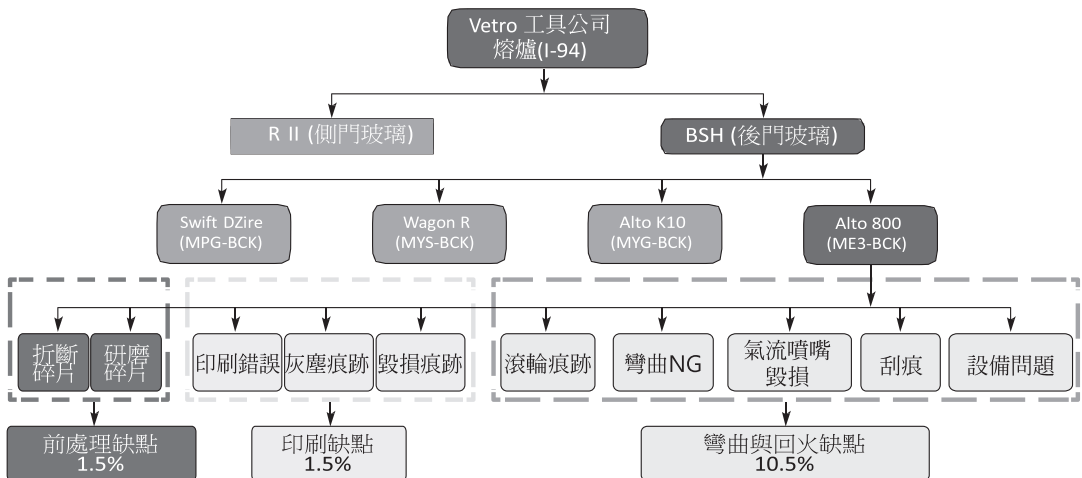 Vetro 工具公司
熔爐(I-94)
R II (側門玻璃)
BSH (後門玻璃)
Swift DZire
(MPG-BCK)
Wagon R
(MYS-BCK)
Alto K10
(MYG-BCK)
Alto 800
(ME3-BCK)
折斷
碎片
研磨
碎片
印刷錯誤
灰塵痕跡
毀損痕跡
滾輪痕跡
彎曲NG
氣流噴嘴
毀損
刮痕
設備問題
前處理缺點
1.5%
印刷缺點
1.5%
彎曲與回火缺點
10.5%